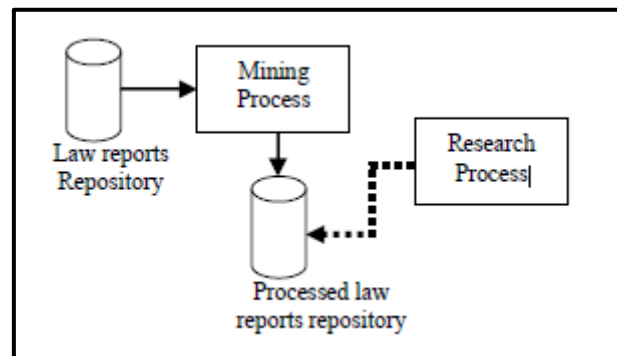 Mining
Process
Law reports
Repository
Research
Process
Processed law
reports repository